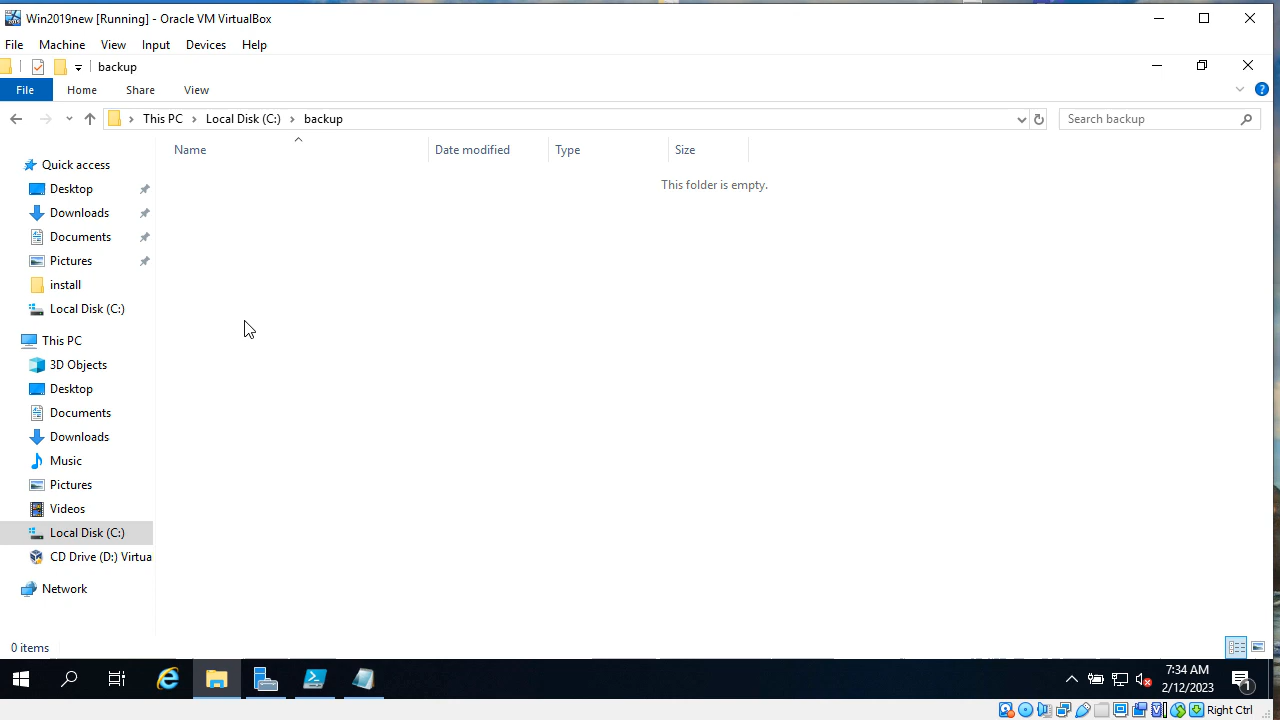 Win2019new [Running] - Oracle VM VirtualBox
File Machine View Input Devices Help
backup
File Home Share View
This PC Local Disk (C:) backup
Search backup
Name Date modified Type Size
This folder is empty.
Quick access
Desktop
Downloads
Documents
Pictures
install
Local Disk (C:)
This PC
3D Objects
Desktop
Documents
Downloads
Music
Pictures
Videos
Local Disk (C:)
CD Drive (D:) Virtua
Network
0 items
7:34 AM
2/12/2023
1
Right Ctrl